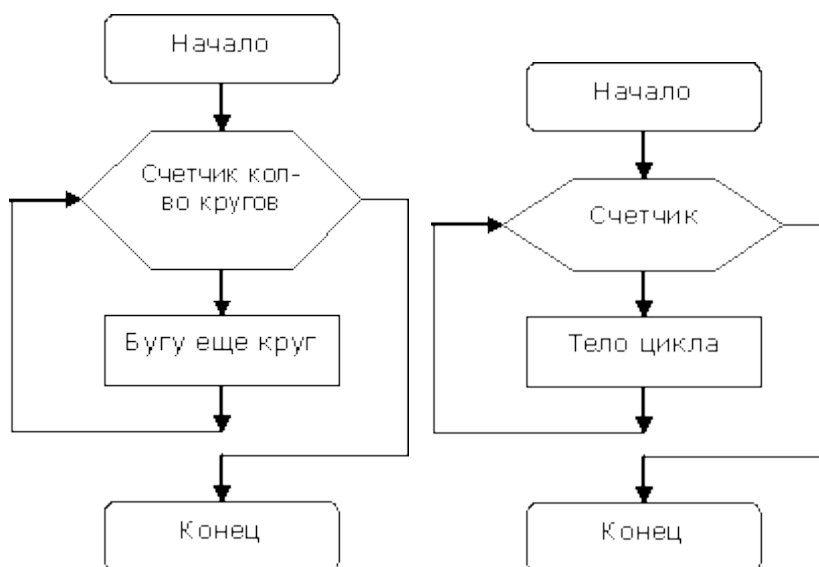 Начало
Счетчик кол-
во кругов
Бугу еще круг
Конец
Начало
Счетчик
Тело цикла
Конец